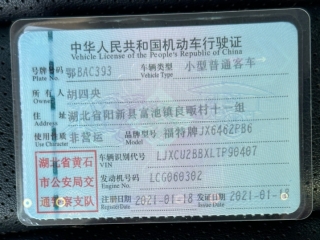 中华人民共和国机动车行驶证
Vehicle License of the People's Republic of China
号牌号码 鄂BAC393 车辆类型 小型普通客车
Plate No. Vehicle Type
所有人 胡四央
Owner
住址 湖北省阳新县富池镇良畈村十一组
Address
使用性质 非营运 品牌型号 福特牌JX6462PB6
Use Character Model
湖北省黄石
市公安局交
通警察支队
车辆识别代号 LJXCU2BBXLTP90407
VIN
发动机号码 LCG060302
Engine No.
注册日期 2021-01-18 发证日期 2021-01-18
Register Date Issue Date